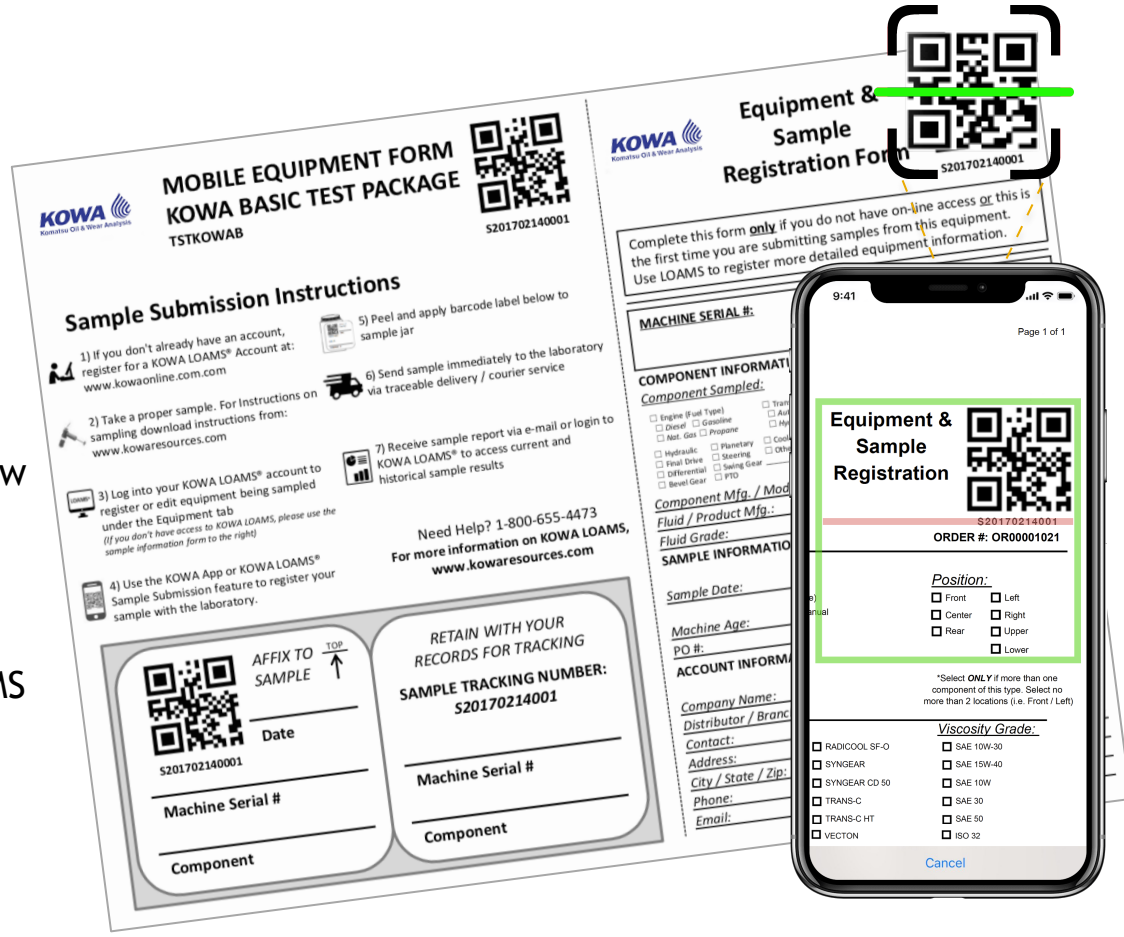 W
MS
KOWA
Komatsu Oil & Wear Analysis
MOBILE EQUIPMENT FORM
KOWA BASIC TEST PACKAGE
TSTKOWAB
S201702140001
Sample Submission Instructions
1) If you don't already have an account,
register for a KOWA LOAMS® Account at:
www.kowaonline.com.com
2) Take a proper sample. For Instructions on
sampling download instructions from:
www.kowaresources.com
LOAMS®
3) Log into your KOWA LOAMS® account to
register or edit equipment being sampled
under the Equipment tab
(If you don't have access to KOWA LOAMS, please use the
sample information form to the right)
4) Use the KOWA App or KOWA LOAMS®
Sample Submission feature to register your
sample with the laboratory.
5) Peel and apply barcode label below to
sample jar
6) Send sample immediately to the laboratory
via traceable delivery / courier service
7) Receive sample report via e-mail or login to
KOWA LOAMS® to access current and
historical sample results
Need Help? 1-800-655-4473
For more information on KOWA LOAMS,
www.kowaresources.com
AFFIX TO
SAMPLE
TOP
Date
S201702140001
Machine Serial #
Component
RETAIN WITH YOUR
RECORDS FOR TRACKING
SAMPLE TRACKING NUMBER:
S20170214001
Machine Serial #
Component
KOWA
Komatsu Oil & Wear Analysis
Equipment &
Sample
Registration Form
S201702140001
Complete this form only if you do not have on-line access or this is
the first time you are submitting samples from this equipment.
Use LOAMS to register more detailed equipment information.
MACHINE SERIAL #:
COMPONENT INFORMATI
Component Sampled:
Engine (Fuel Type)
Diesel Gasoline
Nat. Gas Propane
Hydraulic Planetary
Final Drive Steering
Differential Swing Gear
Bevel Gear PTO
Tran
Au
Hy
Cool
Othe
Component Mfg. / Mod
Fluid / Product Mfg.:
Fluid Grade:
SAMPLE INFORMATIO
Sample Date:
Machine Age:
PO #:
ACCOUNT INFORMA
Company Name:
Distributor / Branc
Contact:
Address:
City / State / Zip:
Phone:
Email:
9:41
Page 1 of 1
Equipment &
Sample
Registration
S20170214001
ORDER #: OR00001021
e)
anual
Position:
Front Left
Center Right
Rear Upper
Lower
*Select ONLY if more than one
component of this type. Select no
more than 2 locations (i.e. Front / Left)
Viscosity Grade:
RADICOOL SF-O SAE 10W-30
SYNGEAR SAE 15W-40
SYNGEAR CD 50 SAE 10W
TRANS-C SAE 30
TRANS-C HT SAE 50
VECTON ISO 32
Cancel